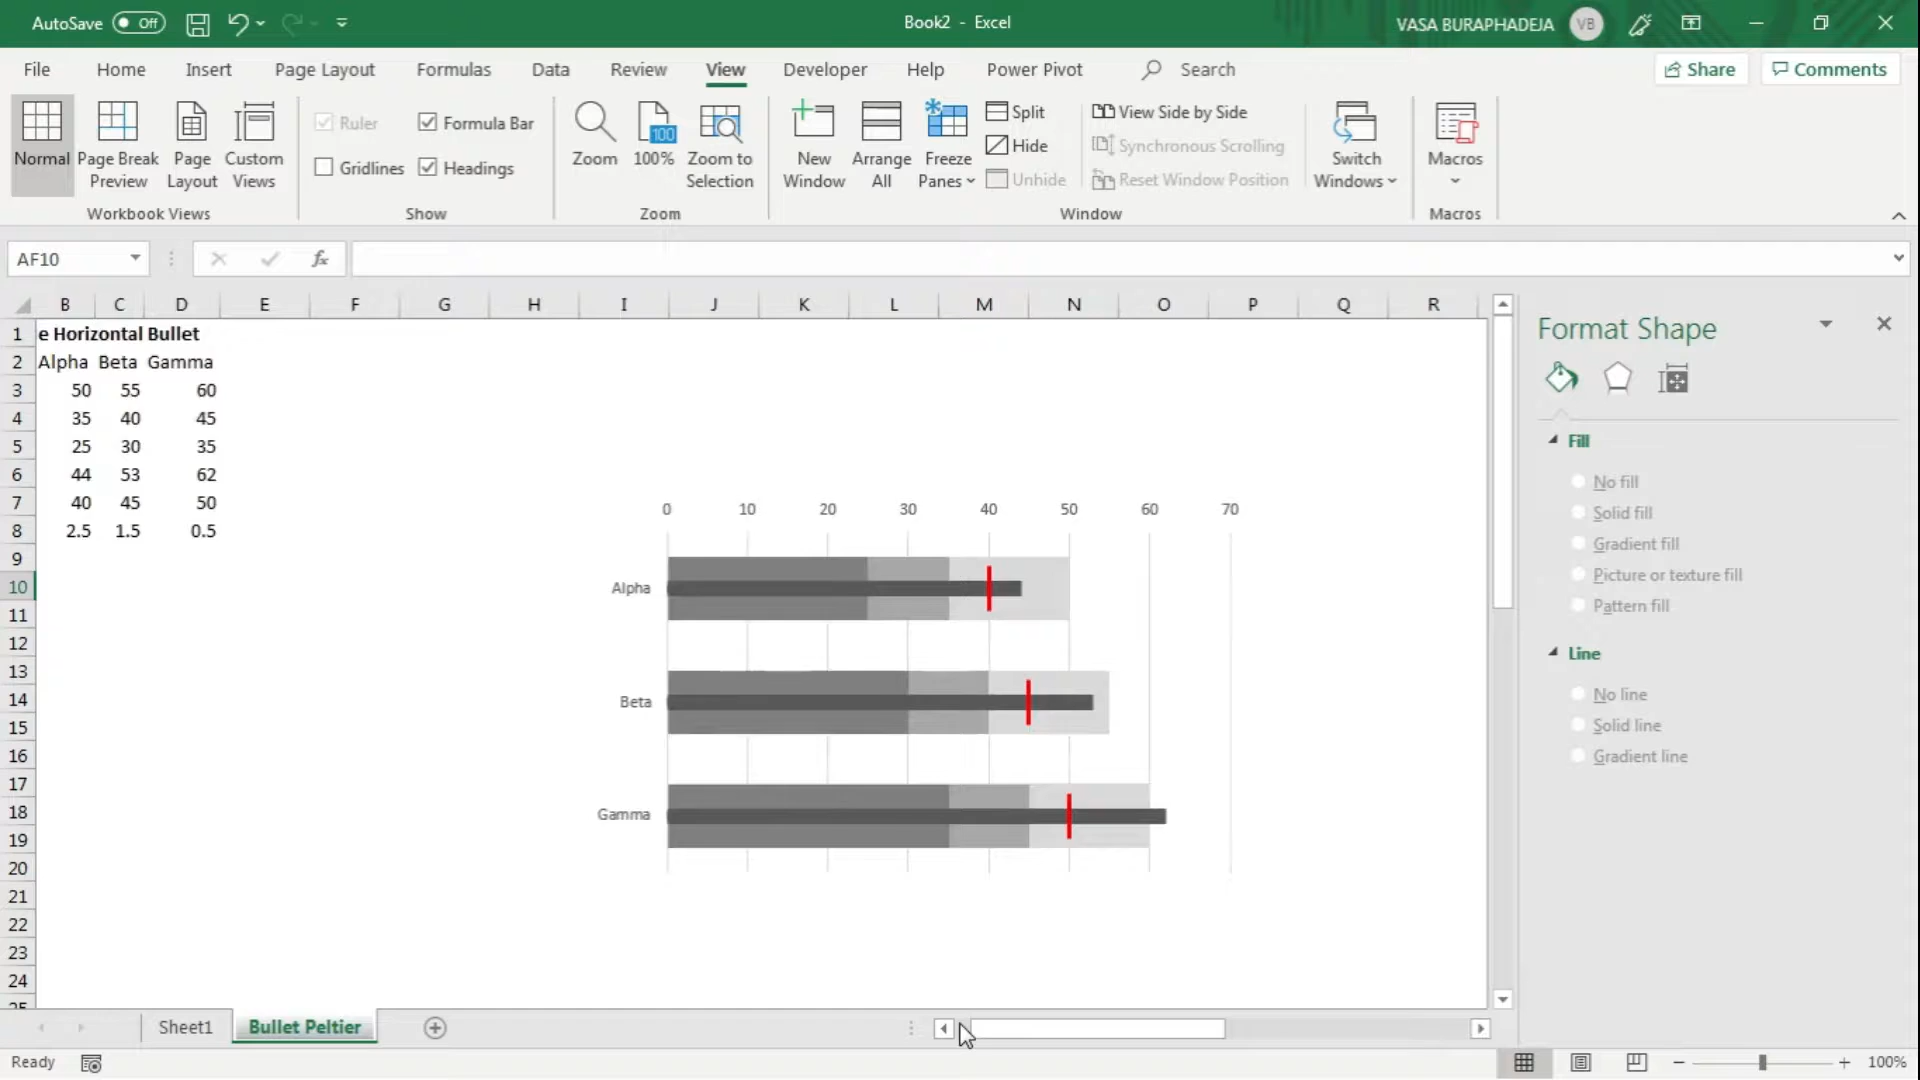 AutoSave Off Book2 - Excel VASA BURAPHADEJA VB
File Home Insert Page Layout Formulas Data Review View Developer Help Power Pivot Search Share Comments
Normal Page Break Preview Page Layout Custom Views
Workbook Views
Ruler Formula Bar
Gridlines Headings
Show
Zoom 100 100% Zoom to Selection
Zoom
New Window Arrange All Freeze Panes
Split
Hide
Unhide
View Side by Side
Synchronous Scrolling
Reset Window Position
Switch Windows
Window
Macros
Macros
AF10 fx
B C D E F G H I J K L M N O P Q R
1 e Horizontal Bullet
2 Alpha Beta Gamma
3 50 55 60
4 35 40 45
5 25 30 35
6 44 53 62
7 40 45 50
8 2.5 1.5 0.5
9
10
11
12
13
14
15
16
17
18
19
20
21
22
23
24
25
0 10 20 30 40 50 60 70
Alpha
Beta
Gamma
Format Shape
Fill
No fill
Solid fill
Gradient fill
Picture or texture fill
Pattern fill
Line
No line
Solid line
Gradient line
Sheet1 Bullet Peltier
Ready 100%